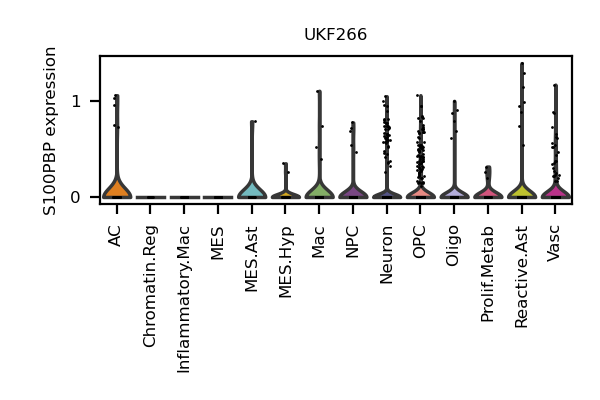 UKF266
S100PBP expression
1
0
AC
Chromatin.Reg
Inflammatory.Mac
MES
MES.Ast
MES.Hyp
Mac
NPC
Neuron
OPC
Oligo
Prolif.Metab
Reactive.Ast
Vasc